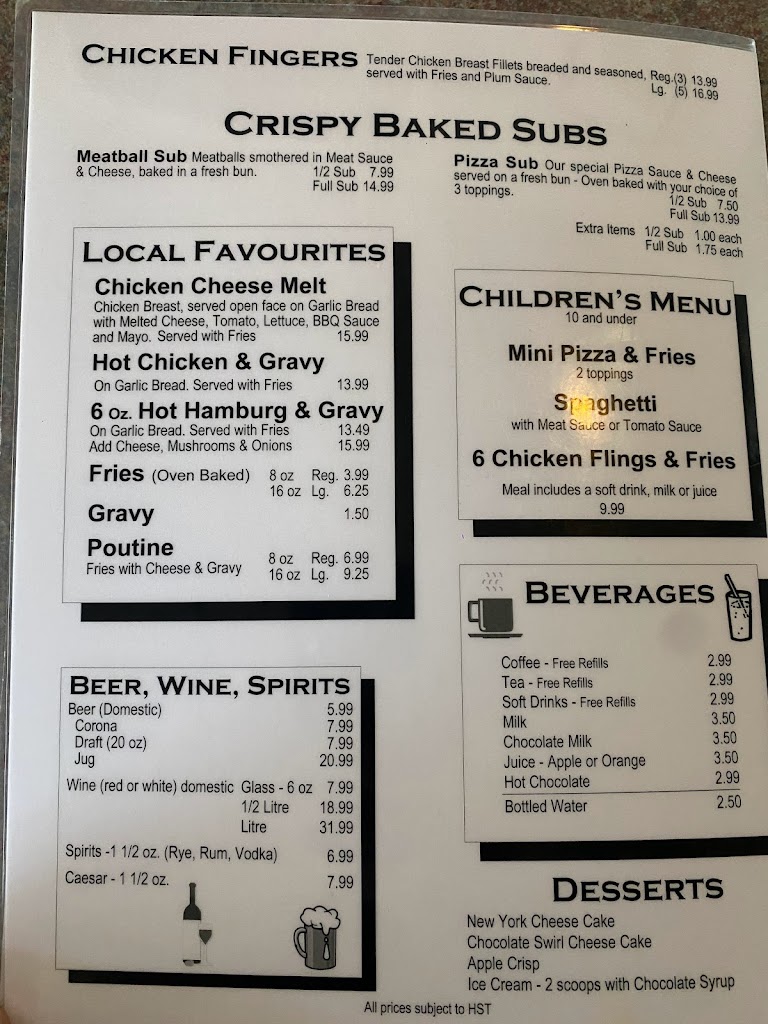 CHICKEN FINGERS Tender Chicken Breast Fillets breaded and seasoned, Reg.(3) 13.99
served with Fries and Plum Sauce. Lg. (5) 16.99
CRISPY BAKED SUBS
Meatball Sub Meatballs smothered in Meat Sauce
& Cheese, baked in a fresh bun. 1/2 Sub 7.99
Full Sub 14.99
Pizza Sub Our special Pizza Sauce & Cheese
served on a fresh bun - Oven baked with your choice of
3 toppings.
1/2 Sub 7.50
Full Sub 13.99
Extra Items 1/2 Sub 1.00 each
Full Sub 1.75 each
LOCAL FAVOURITES
Chicken Cheese Melt
Chicken Breast, served open face on Garlic Bread
with Melted Cheese, Tomato, Lettuce, BBQ Sauce
and Mayo. Served with Fries 15.99
Hot Chicken & Gravy
On Garlic Bread. Served with Fries 13.99
6 oz. Hot Hamburg & Gravy
On Garlic Bread. Served with Fries 13.49
Add Cheese, Mushrooms & Onions 15.99
Fries (Oven Baked) 8 oz Reg. 3.99
16 oz Lg. 6.25
Gravy 1.50
Poutine
Fries with Cheese & Gravy 8 oz Reg. 6.99
16 oz Lg. 9.25
CHILDREN'S MENU
10 and under
Mini Pizza & Fries
2 toppings
Spaghetti
with Meat Sauce or Tomato Sauce
6 Chicken Flings & Fries
Meal includes a soft drink, milk or juice
9.99
BEER, WINE, SPIRITS
Beer (Domestic) 5.99
Corona 7.99
Draft (20 oz) 7.99
Jug 20.99
Wine (red or white) domestic Glass - 6 oz 7.99
1/2 Litre 18.99
Litre 31.99
Spirits -1 1/2 oz. (Rye, Rum, Vodka) 6.99
Caesar - 1 1/2 oz. 7.99
BEVERAGES
Coffee - Free Refills 2.99
Tea - Free Refills 2.99
Soft Drinks - Free Refills 2.99
Milk 3.50
Chocolate Milk 3.50
Juice - Apple or Orange 3.50
Hot Chocolate 2.99
Bottled Water 2.50
DESSERTS
New York Cheese Cake
Chocolate Swirl Cheese Cake
Apple Crisp
Ice Cream - 2 scoops with Chocolate Syrup
All prices subject to HST